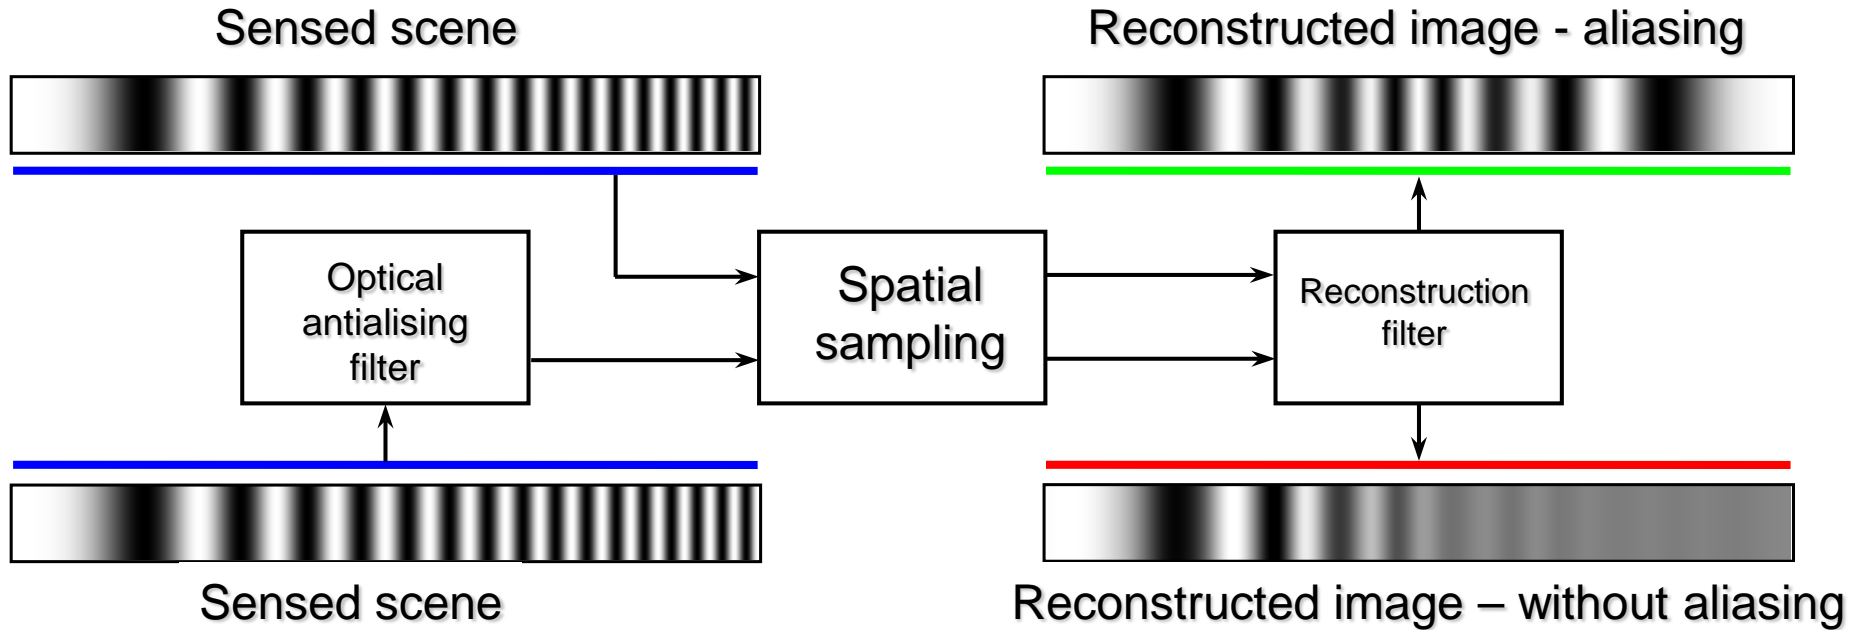 Sensed scene
Reconstructed image - aliasing
Optical
antialising
filter
Spatial
sampling
Reconstruction
filter
Sensed scene
Reconstructed image – without aliasing